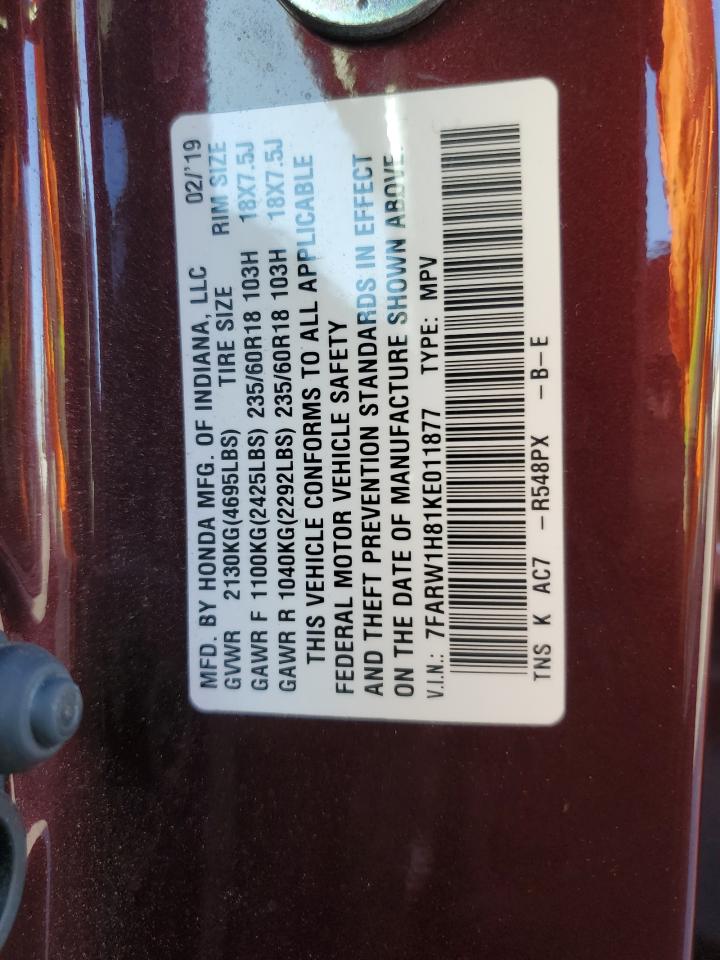 MFD. BY HONDA MFG. OF INDIANA, LLC 02/'19
GVWR 2130KG(4695LBS) TIRE SIZE RIM SIZE
GAWR F 1100KG(2425LBS) 235/60R18 103H 18X7.5J
GAWR R 1040KG(2292LBS) 235/60R18 103H 18X7.5J
THIS VEHICLE CONFORMS TO ALL APPLICABLE
FEDERAL MOTOR VEHICLE SAFETY
AND THEFT PREVENTION STANDARDS IN EFFECT
ON THE DATE OF MANUFACTURE SHOWN ABOVE.
V.I.N.: 7FARW1H81KE011877 TYPE: MPV
TNS K AC7 -R548PX -B-E